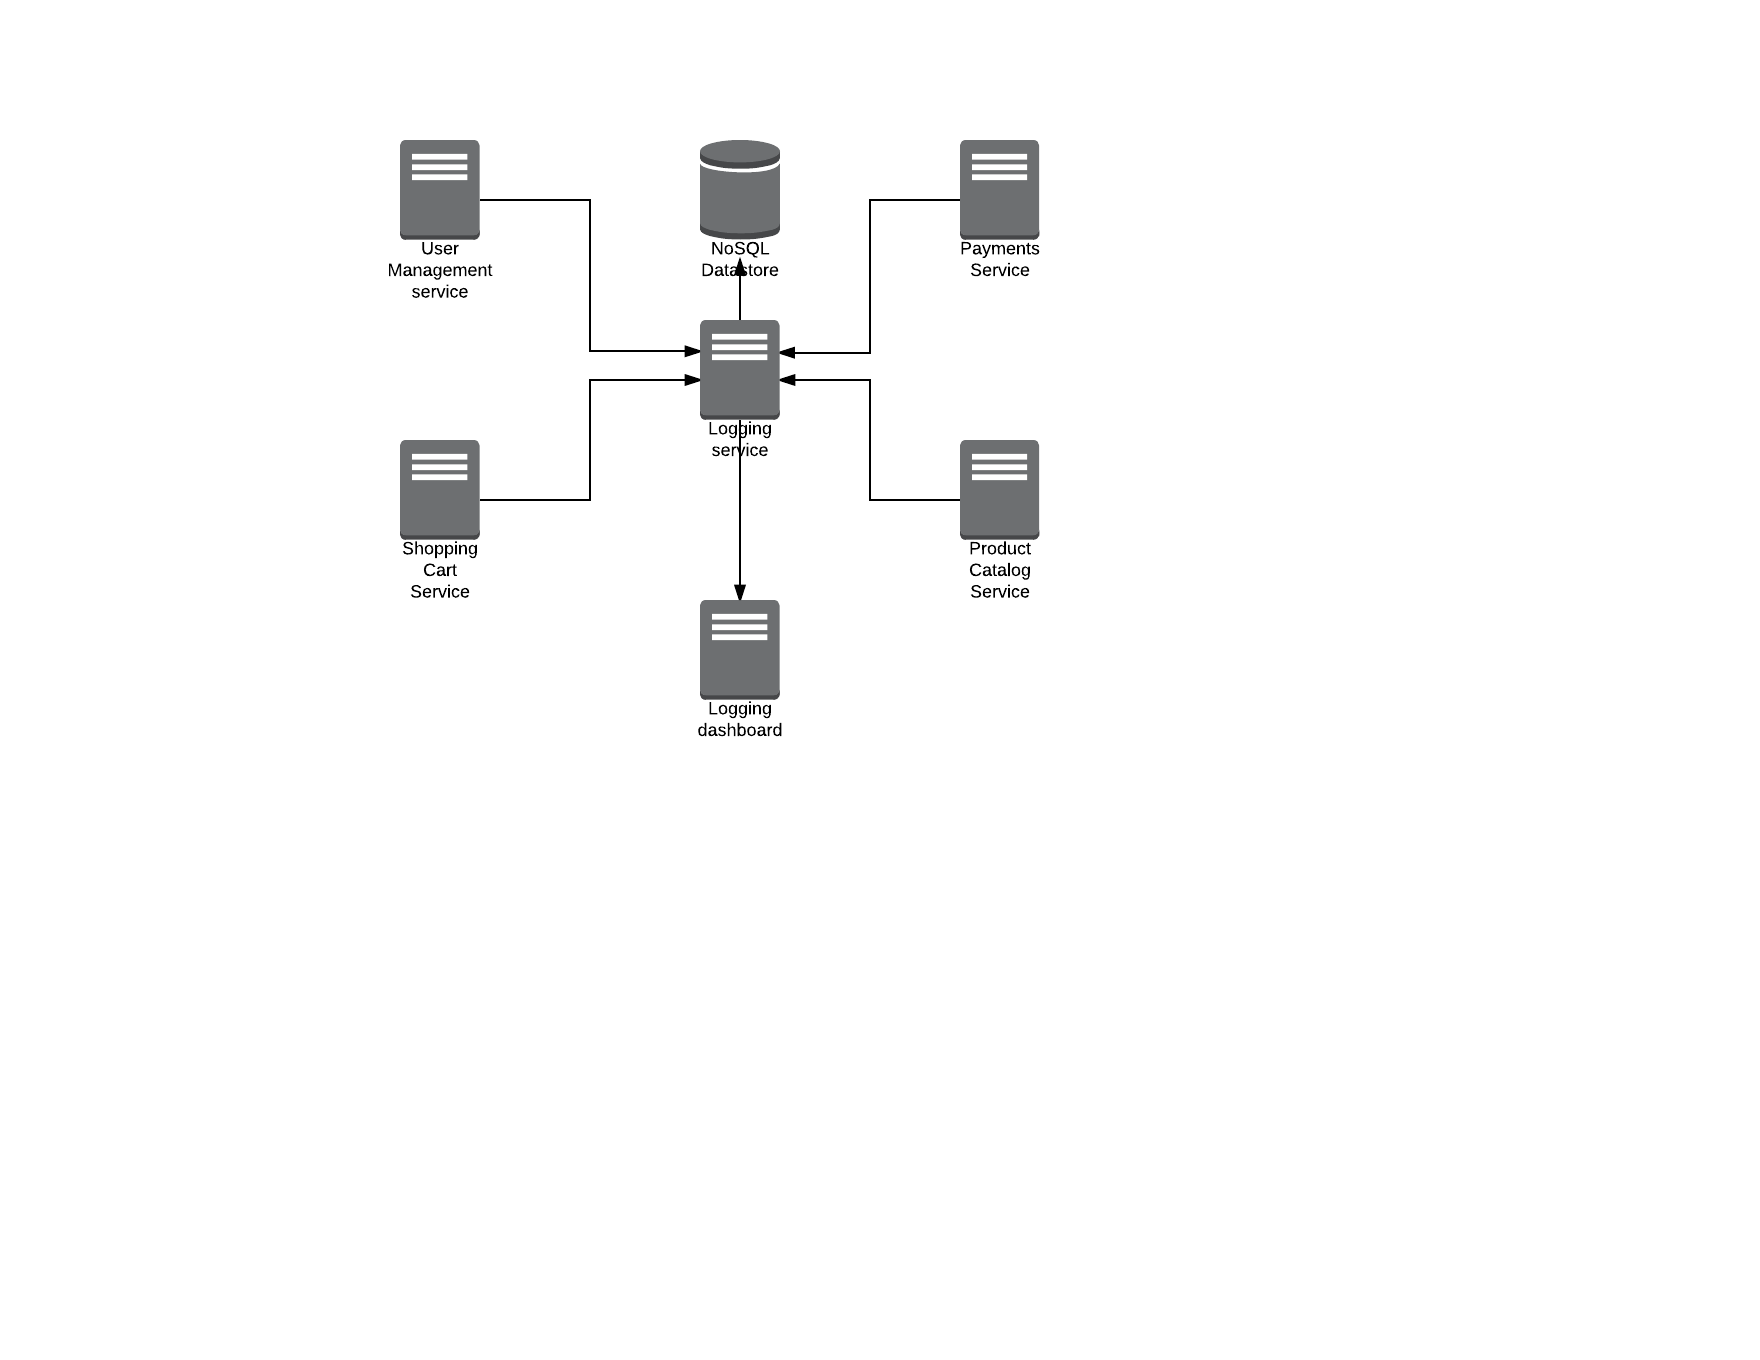 User
Management
service
NoSQL
Datastore
Payments
Service
Logging
service
Shopping
Cart
Service
Product
Catalog
Service
Logging
dashboard